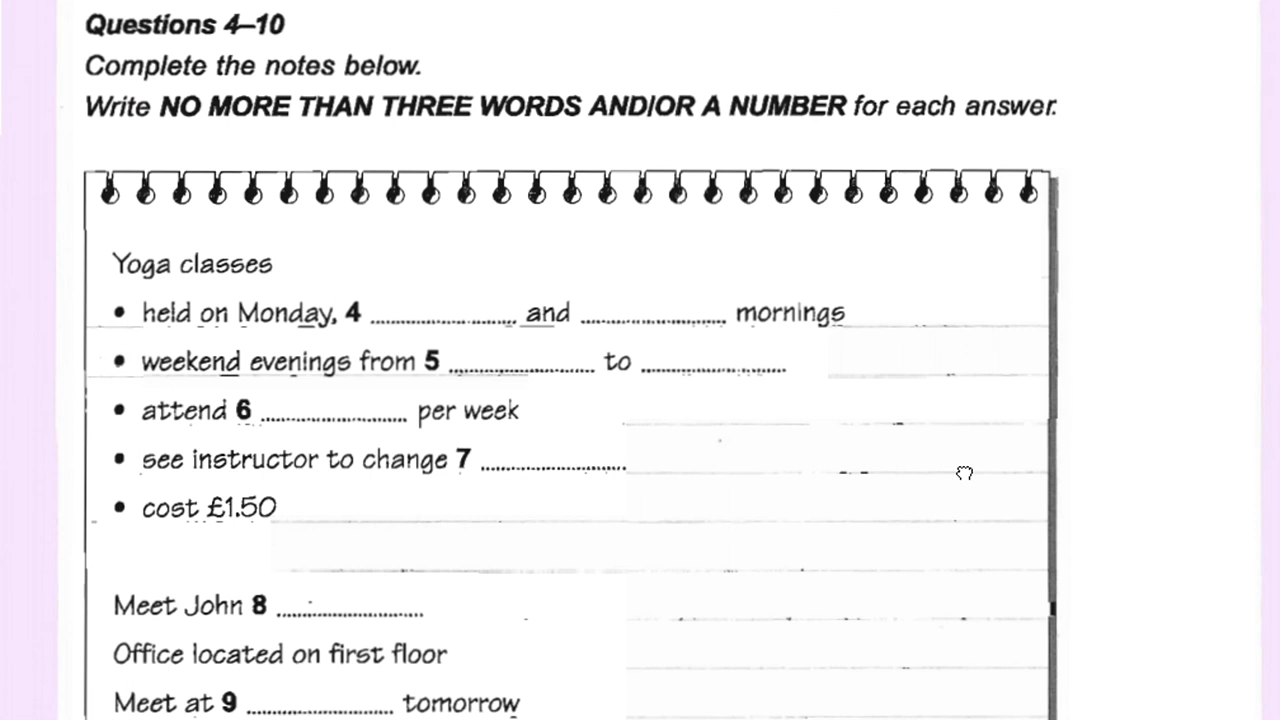 Questions 4–10
Complete the notes below.
Write NO MORE THAN THREE WORDS AND/OR A NUMBER for each answer.
Yoga classes
• held on Monday, 4 .......................... and .......................... mornings
• weekend evenings from 5 .......................... to ..........................
• attend 6 .......................... per week
• see instructor to change 7 ..........................
• cost £1.50
Meet John 8 ..........................
Office located on first floor
Meet at 9 .......................... tomorrow